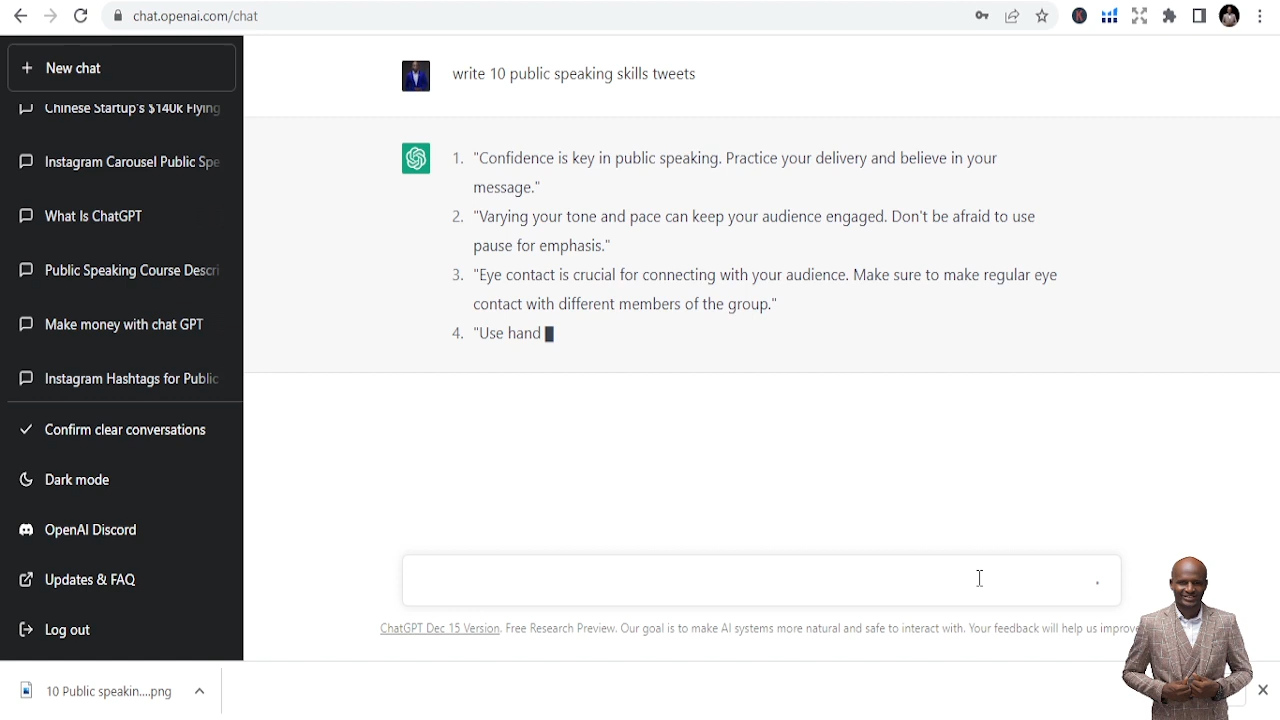 chat.openai.com/chat
New chat
Chinese Startup's $140k Flying
Instagram Carousel Public Spe
What Is ChatGPT
Public Speaking Course Descri
Make money with chat GPT
Instagram Hashtags for Public
Confirm clear conversations
Dark mode
OpenAI Discord
Updates & FAQ
Log out
write 10 public speaking skills tweets
1. "Confidence is key in public speaking. Practice your delivery and believe in your
message."
2. "Varying your tone and pace can keep your audience engaged. Don't be afraid to use
pause for emphasis."
3. "Eye contact is crucial for connecting with your audience. Make sure to make regular eye
contact with different members of the group."
4. "Use hand
ChatGPT Dec 15 Version. Free Research Preview. Our goal is to make AI systems more natural and safe to interact with. Your feedback will help us improve
10 Public speakin....png